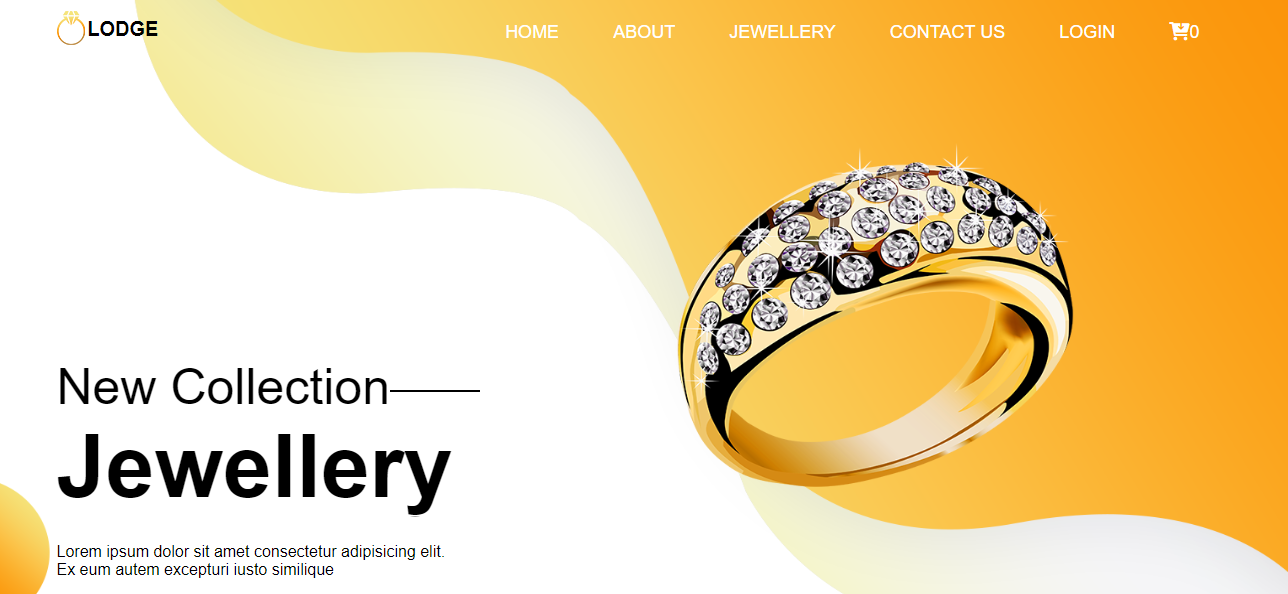 LODGE
HOME ABOUT JEWELLERY CONTACT US LOGIN 0
New Collection
Jewellery
Lorem ipsum dolor sit amet consectetur adipisicing elit.
Ex eum autem excepturi iusto similique